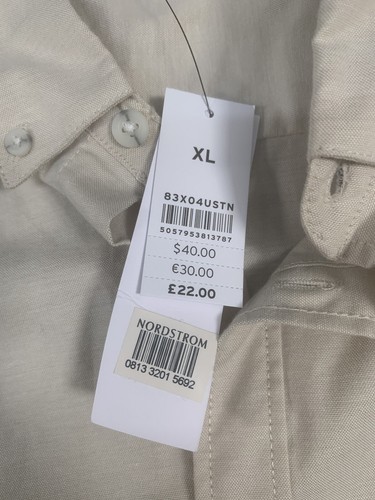 XL
83X04USTN
5057953813787
$40.00
€30.00
£22.00
NORDSTROM
0813 3201 5692